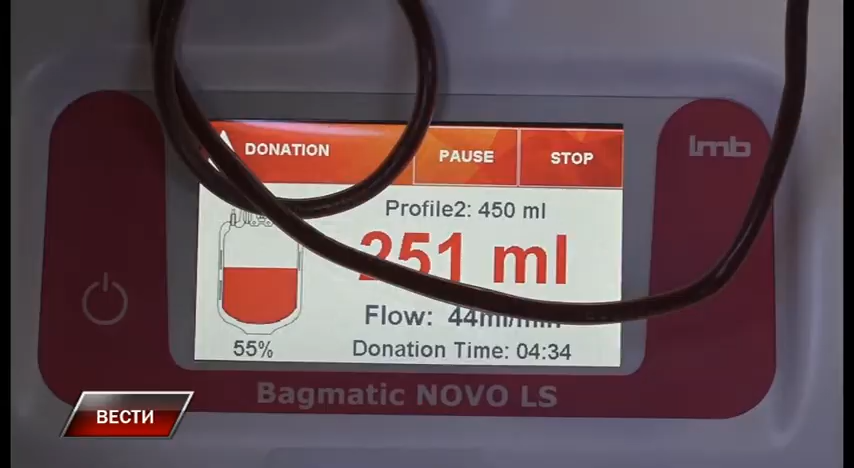 DONATION
PAUSE
STOP
lmb
Profile2: 450 ml
251 ml
Flow: 44ml/min
55%
Donation Time: 04:34
Bagmatic NOVO LS
ВЕСТИ